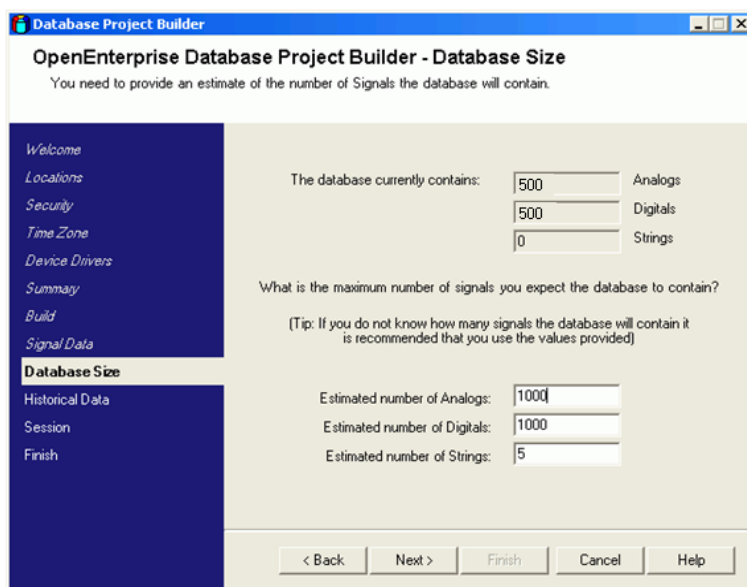 Database Project Builder
OpenEnterprise Database Project Builder - Database Size
You need to provide an estimate of the number of Signals the database will contain.
Welcome
Locations
Security
Time Zone
Device Drivers
Summary
Build
Signal Data
Database Size
Historical Data
Session
Finish
The database currently contains: 500 Analogs
500 Digitals
0 Strings
What is the maximum number of signals you expect the database to contain?
(Tip: If you do not know how many signals the database will contain it
is recommended that you use the values provided)
Estimated number of Analogs: 1000
Estimated number of Digitals: 1000
Estimated number of Strings: 5
< Back Next > Finish Cancel Help